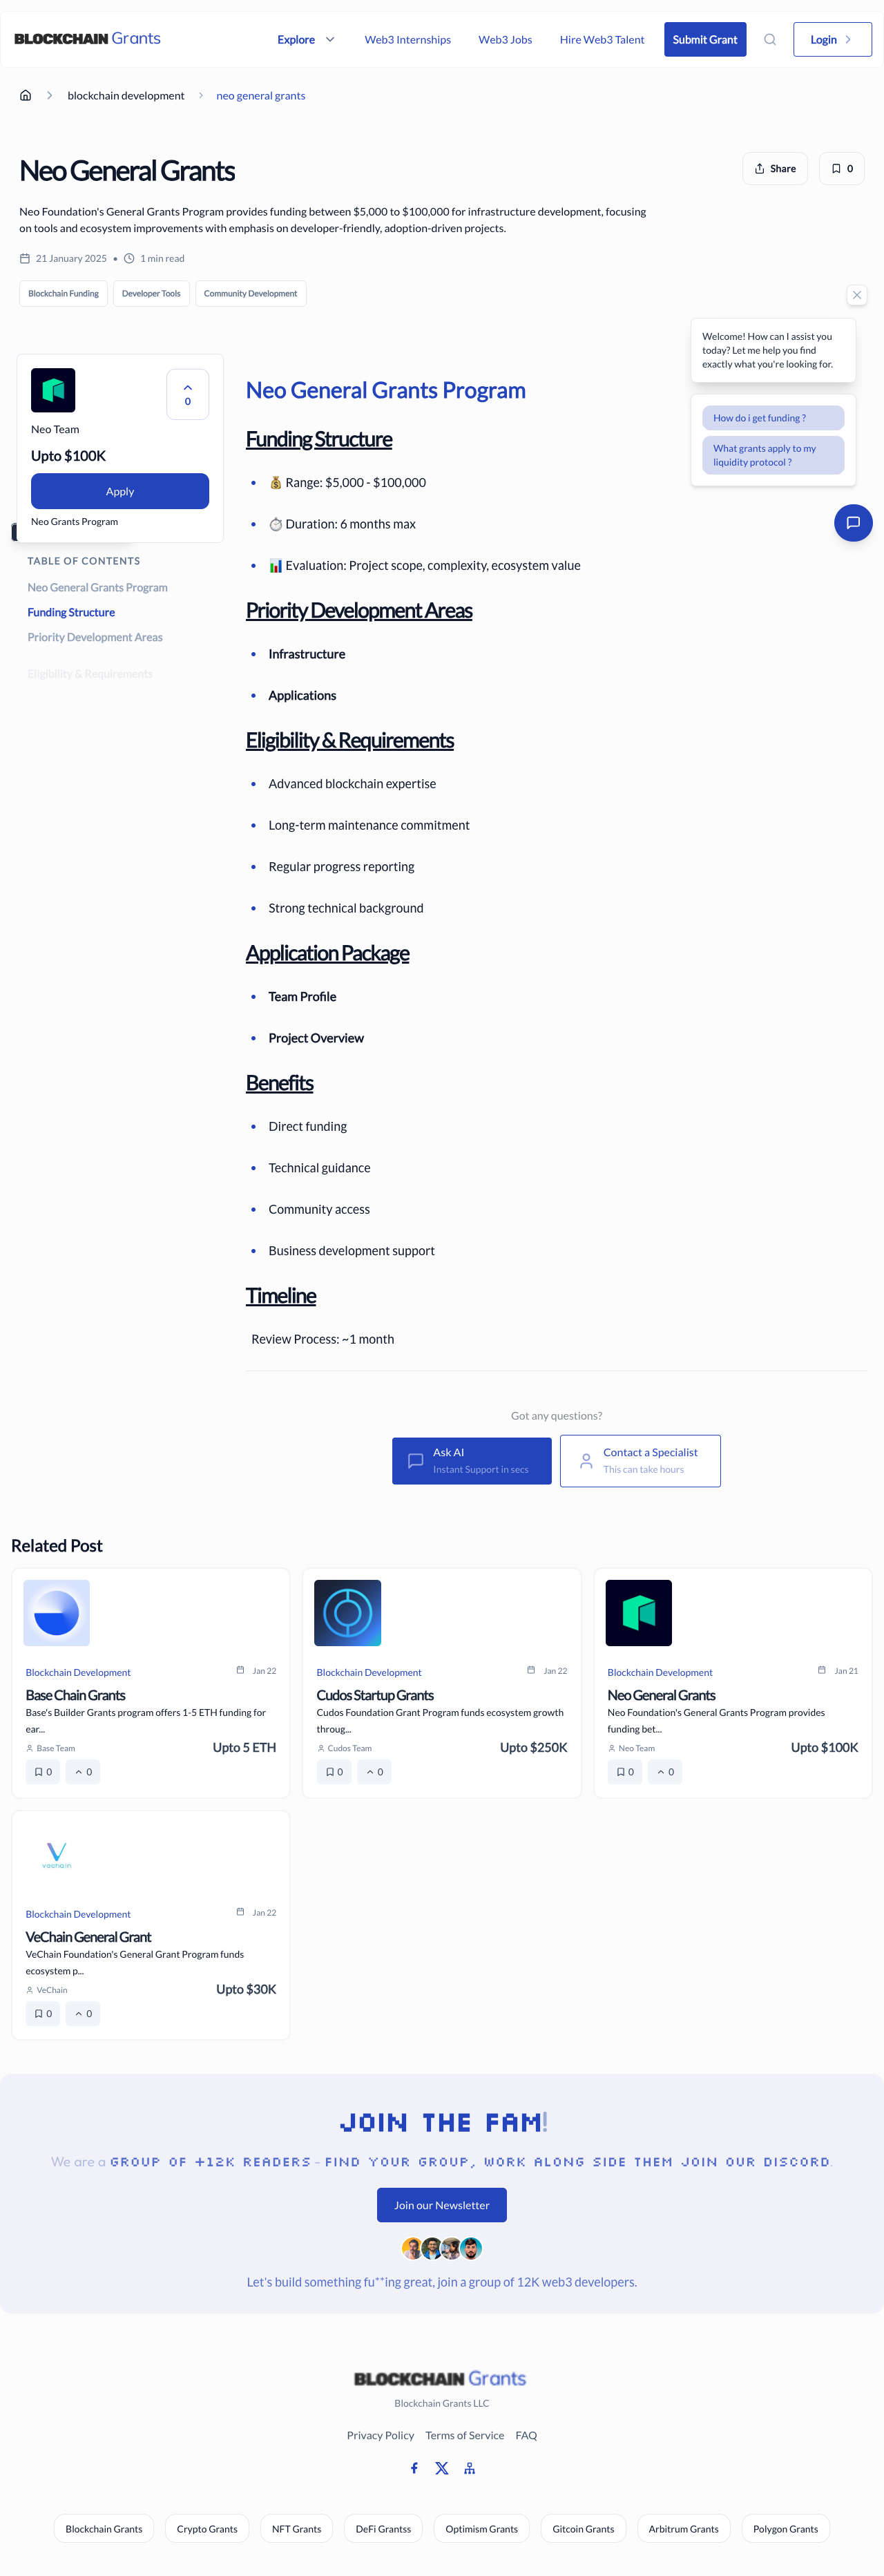 BLOCKCHAIN Grants
Explore
Web3 Internships
Web3 Jobs
Hire Web3 Talent
Submit Grant
Login
blockchain development
neo general grants
Neo General Grants
Share
0
Neo Foundation's General Grants Program provides funding between $5,000 to $100,000 for infrastructure development, focusing
on tools and ecosystem improvements with emphasis on developer-friendly, adoption-driven projects.
21 January 2025 • 1 min read
Blockchain Funding
Developer Tools
Community Development
Welcome! How can I assist you
today? Let me help you find
exactly what you're looking for.
How do i get funding ?
What grants apply to my
liquidity protocol ?
0
Neo Team
Upto $100K
Apply
Neo Grants Program
TABLE OF CONTENTS
Neo General Grants Program
Funding Structure
Priority Development Areas
Eligibility & Requirements
Neo General Grants Program
Funding Structure
• 💰 Range: $5,000 - $100,000
• ⏱️ Duration: 6 months max
• 📊 Evaluation: Project scope, complexity, ecosystem value
Priority Development Areas
• Infrastructure
• Applications
Eligibility & Requirements
• Advanced blockchain expertise
• Long-term maintenance commitment
• Regular progress reporting
• Strong technical background
Application Package
• Team Profile
• Project Overview
Benefits
• Direct funding
• Technical guidance
• Community access
• Business development support
Timeline
Review Process: ~1 month
Got any questions?
Ask AI
Instant Support in secs
Contact a Specialist
This can take hours
Related Post
Blockchain Development
Jan 22
Base Chain Grants
Base's Builder Grants program offers 1-5 ETH funding for
ear...
Base Team
Upto 5 ETH
0
0
Blockchain Development
Jan 22
Cudos Startup Grants
Cudos Foundation Grant Program funds ecosystem growth
throug...
Cudos Team
Upto $250K
0
0
Blockchain Development
Jan 21
Neo General Grants
Neo Foundation's General Grants Program provides
funding bet...
Neo Team
Upto $100K
0
0
vechain
Blockchain Development
Jan 22
VeChain General Grant
VeChain Foundation's General Grant Program funds
ecosystem p...
VeChain
Upto $30K
0
0
JOIN THE FAM!
We are a GROUP OF +12K READERS - FIND YOUR GROUP, WORK ALONG SIDE THEM JOIN OUR DISCORD.
Join our Newsletter
Let's build something fu**ing great, join a group of 12K web3 developers.
BLOCKCHAIN Grants
Blockchain Grants LLC
Privacy Policy
Terms of Service
FAQ
Blockchain Grants
Crypto Grants
NFT Grants
DeFi Grantss
Optimism Grants
Gitcoin Grants
Arbitrum Grants
Polygon Grants